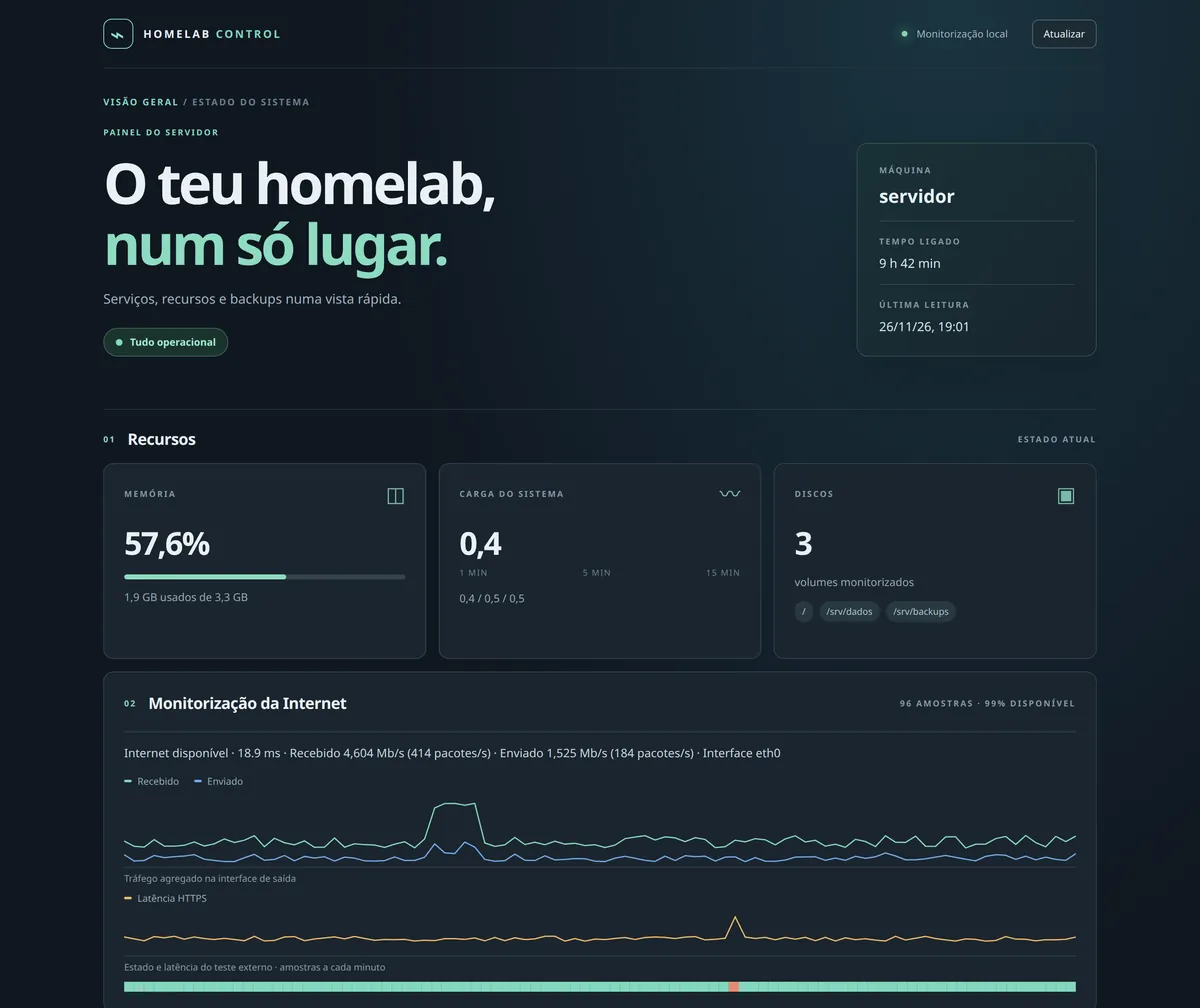 HOMELAB CONTROL
Monitorização local
Atualizar
VISÃO GERAL / ESTADO DO SISTEMA
PAINEL DO SERVIDOR
O teu homelab,
num só lugar.
Serviços, recursos e backups numa vista rápida.
Tudo operacional
MÁQUINA
servidor
TEMPO LIGADO
9 h 42 min
ÚLTIMA LEITURA
26/11/26, 19:01
01 Recursos
ESTADO ATUAL
MEMÓRIA
57,6%
1,9 GB usados de 3,3 GB
CARGA DO SISTEMA
0,4
1 MIN 5 MIN 15 MIN
0,4 / 0,5 / 0,5
DISCOS
3
volumes monitorizados
/ /srv/dados /srv/backups
02 Monitorização da Internet
96 AMOSTRAS · 99% DISPONÍVEL
Internet disponível · 18.9 ms · Recebido 4,604 Mb/s (414 pacotes/s) · Enviado 1,525 Mb/s (184 pacotes/s) · Interface eth0
Recebido Enviado
Tráfego agregado na interface de saída
Latência HTTPS
Estado e latência do teste externo · amostras a cada minuto